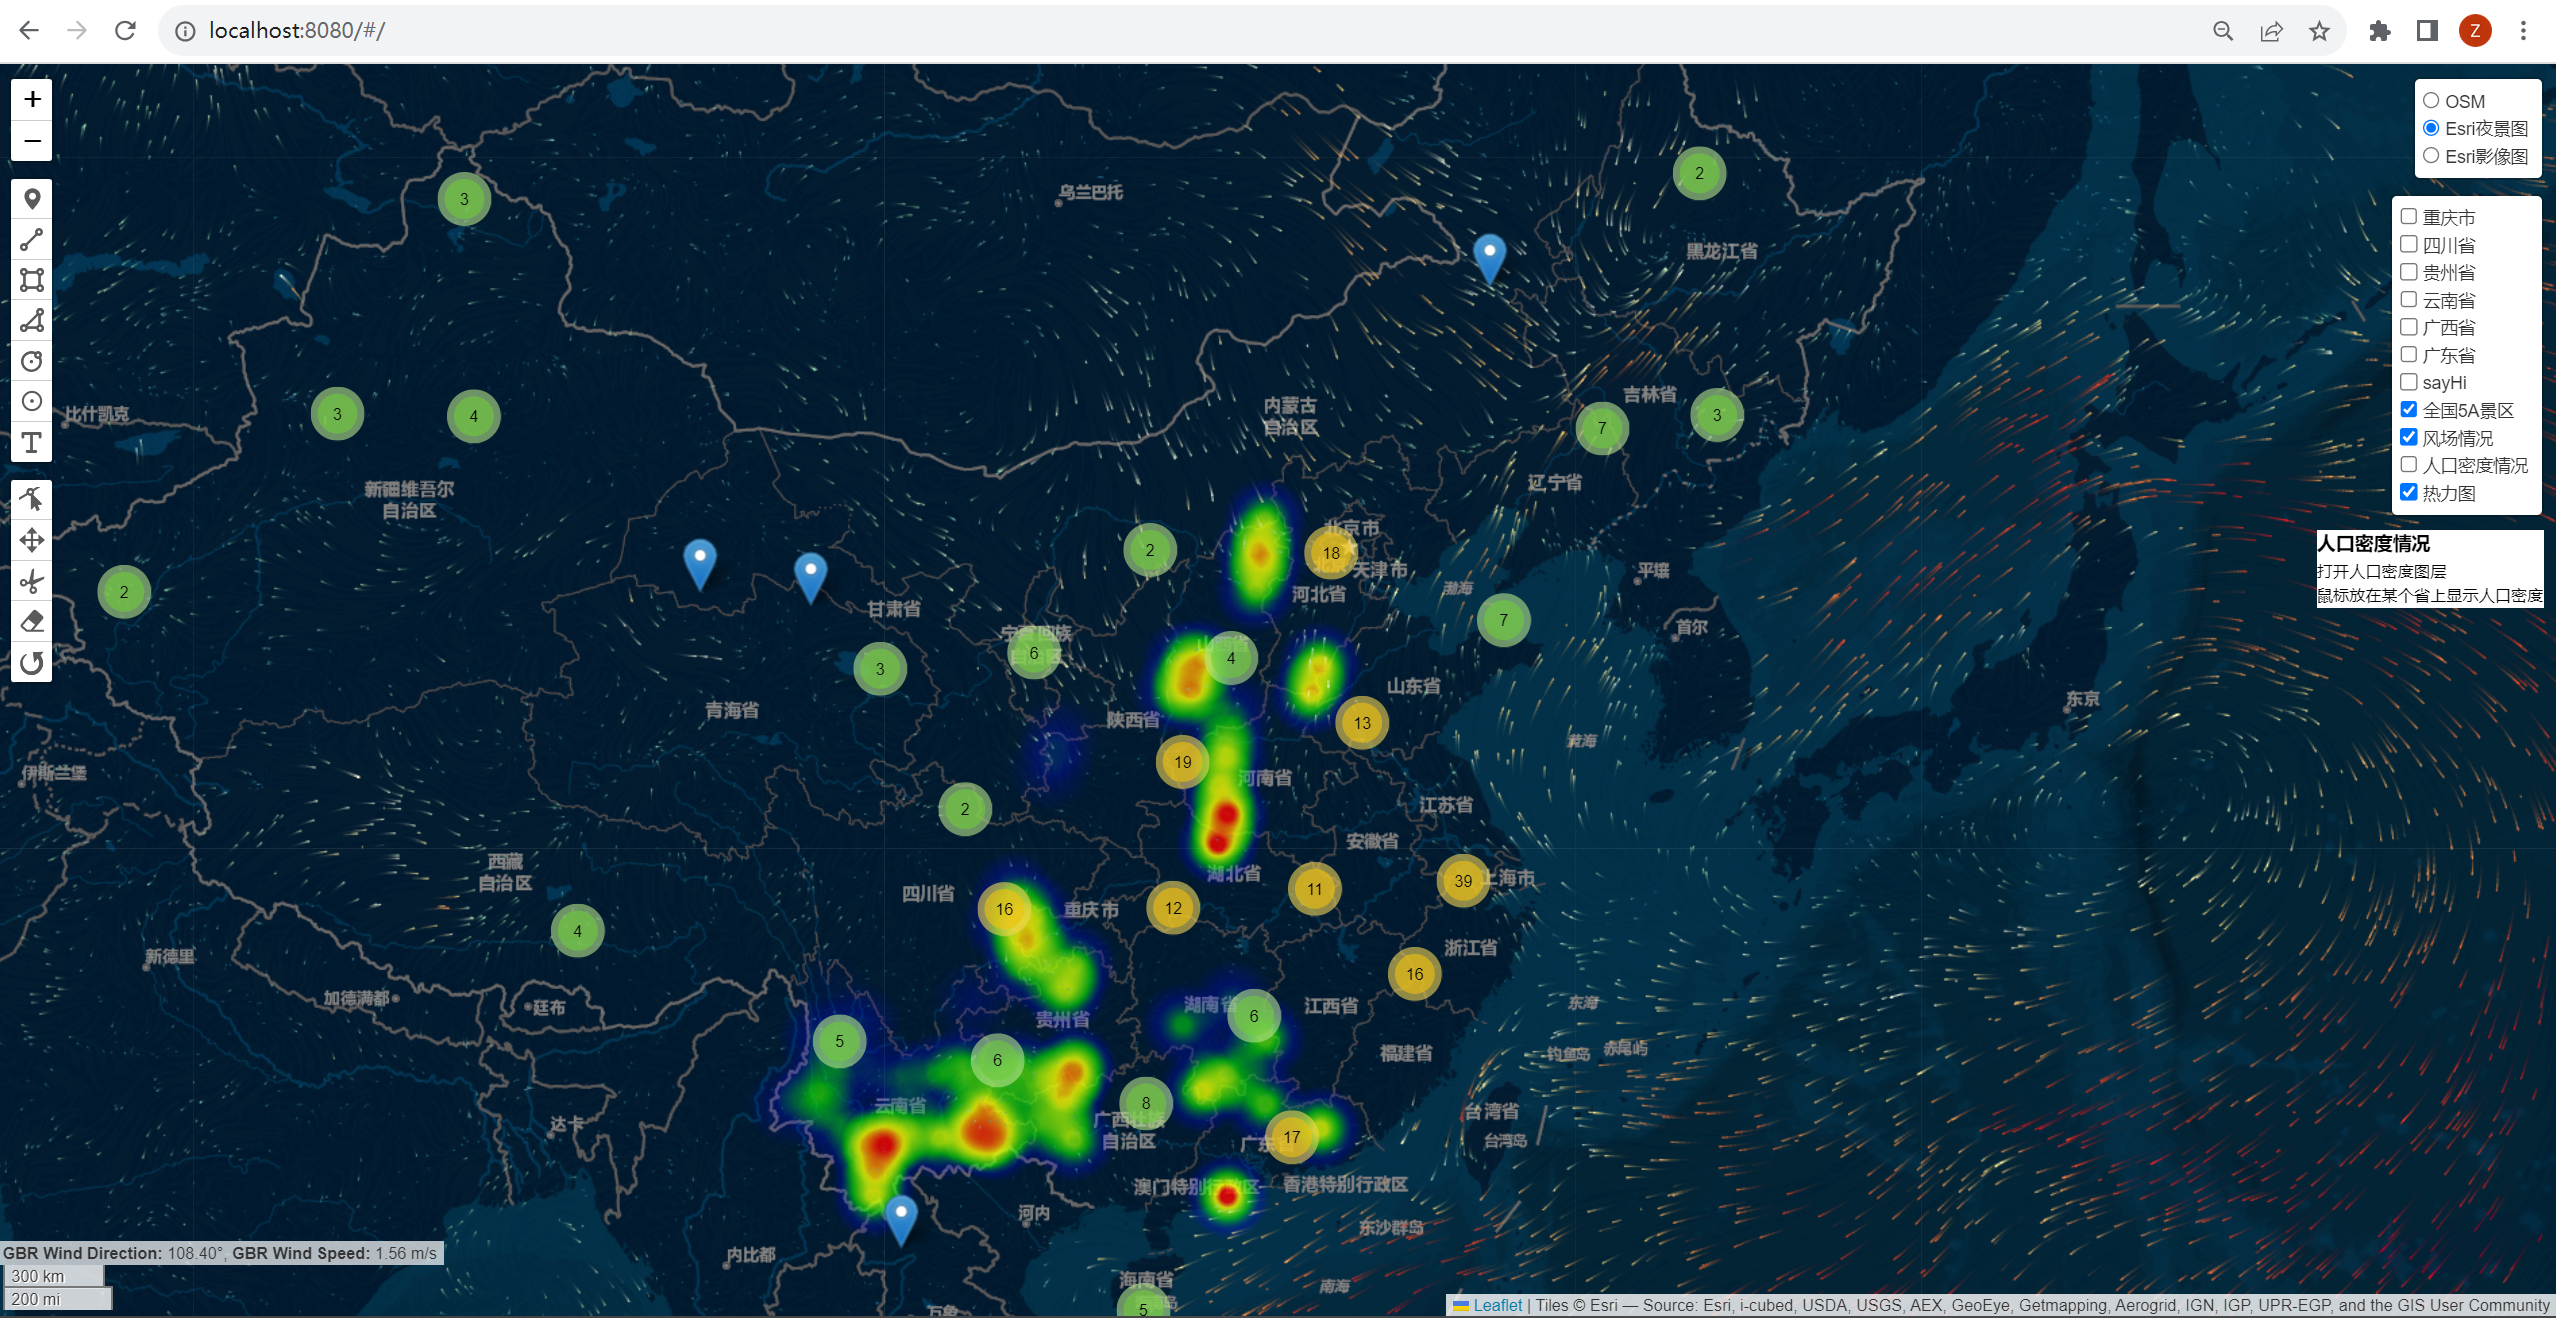 localhost:8080/#/
Z
+
−
OSM
Esri夜景图
Esri影像图
重庆市
四川省
贵州省
云南省
广西省
广东省
sayHi
全国5A景区
风场情况
人口密度情况
热力图
人口密度情况
打开人口密度图层
鼠标放在某个省上显示人口密度
T
3
2
乌兰巴托
黑龙江省
3
4
比什凯克
内蒙古
自治区
吉林省
7
3
新疆维吾尔
自治区
辽宁省
2
2
18
北京市
北京
天津市
河北省
渤海
平壤
首尔
7
甘肃省
宁夏回族
自治区
6
3
山西省
4
山东省
青海省
陕西省
13
东京
黄海
伊斯兰堡
19
河南省
2
江苏省
安徽省
西藏
自治区
湖北省
四川省
16
重庆市
12
11
39
上海市
4
新德里
浙江省
16
加德满都
廷布
湖南省
6
江西省
东海
贵州省
5
6
福建省
钓鱼岛
赤尾屿
云南省
8
广西壮族
自治区
台湾省
台湾岛
达卡
广东省
17
澳门特别行政区
香港特别行政区
河内
东沙群岛
内比都
海南省
南海
5
万象
GBR Wind Direction: 108.40°, GBR Wind Speed: 1.56 m/s
300 km
200 mi
Leaflet | Tiles © Esri — Source: Esri, i-cubed, USDA, USGS, AEX, GeoEye, Getmapping, Aerogrid, IGN, IGP, UPR-EGP, and the GIS User Community